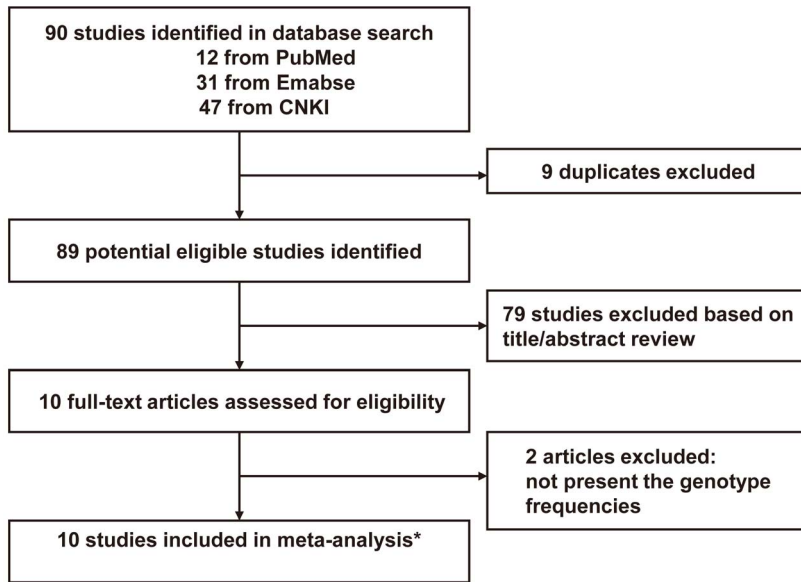 90 studies identified in database search
12 from PubMed
31 from Emabse
47 from CNKI
9 duplicates excluded
89 potential eligible studies identified
79 studies excluded based on
title/abstract review
10 full-text articles assessed for eligibility
2 articles excluded:
not present the genotype
frequencies
10 studies included in meta-analysis*